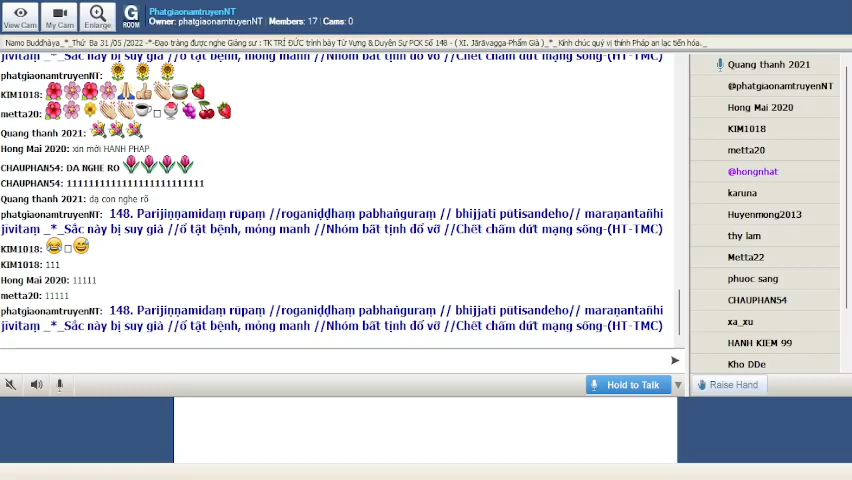 PhatgiaonamtruyenNT
Owner: phatgiaonamtruyenNT | Members: 17 | Cams: 0
View Cam
My Cam
Enlarge
G
ROOM
Namo Buddhàya_*_Thứ Ba 31/05 /2022 -*-Đạo tràng được nghe Giảng sư : TK TRÍ ĐỨC trình bày Từ Vựng & Duyên Sự PCK Số 148 - ( XI. Jārāvagga-Phẩm Già )_*_ Kính chúc quý vị thính Pháp an lạc tiến hóa._
jīvitaṃ _*_Sắc này bị suy già //ổ tật bệnh, mỏng manh //Nhóm bất tịnh đổ vỡ //Chết chấm dứt mạng sống-(HT-TMC)
phatgiaonamtruyenNT:
KIM1018:
metta20:
Quang thanh 2021:
Hong Mai 2020: xin mời HANH PHAP
CHAUPHAN54: DA NGHE RO
CHAUPHAN54: 1111111111111111111111111
Quang thanh 2021: dạ con nghe rõ
phatgiaonamtruyenNT: 148. Parijiṇṇamidaṃ rūpaṃ //roganiḍḍhaṃ pabhaṅguraṃ // bhijjati pūtisandeho// maraṇantañhi
jīvitaṃ _*_Sắc này bị suy già //ổ tật bệnh, mỏng manh //Nhóm bất tịnh đổ vỡ //Chết chấm dứt mạng sống-(HT-TMC)
KIM1018:
KIM1018: 111
Hong Mai 2020: 11111
metta20: 11111
phatgiaonamtruyenNT: 148. Parijiṇṇamidaṃ rūpaṃ //roganiḍḍhaṃ pabhaṅguraṃ // bhijjati pūtisandeho// maraṇantañhi
jīvitaṃ _*_Sắc này bị suy già //ổ tật bệnh, mỏng manh //Nhóm bất tịnh đổ vỡ //Chết chấm dứt mạng sống-(HT-TMC)
Hold to Talk
Quang thanh 2021
@phatgiaonamtruyenNT
Hong Mai 2020
KIM1018
metta20
@hongnhat
karuna
Huyenmong2013
thy lam
Metta22
phuoc sang
CHAUPHAN54
xa_xu
HANH KIEM 99
Kho DDe
Raise Hand